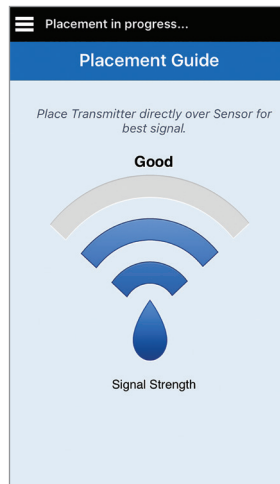 Placement in progress...
Placement Guide
Place Transmitter directly over Sensor for
best signal.
Good
Signal Strength